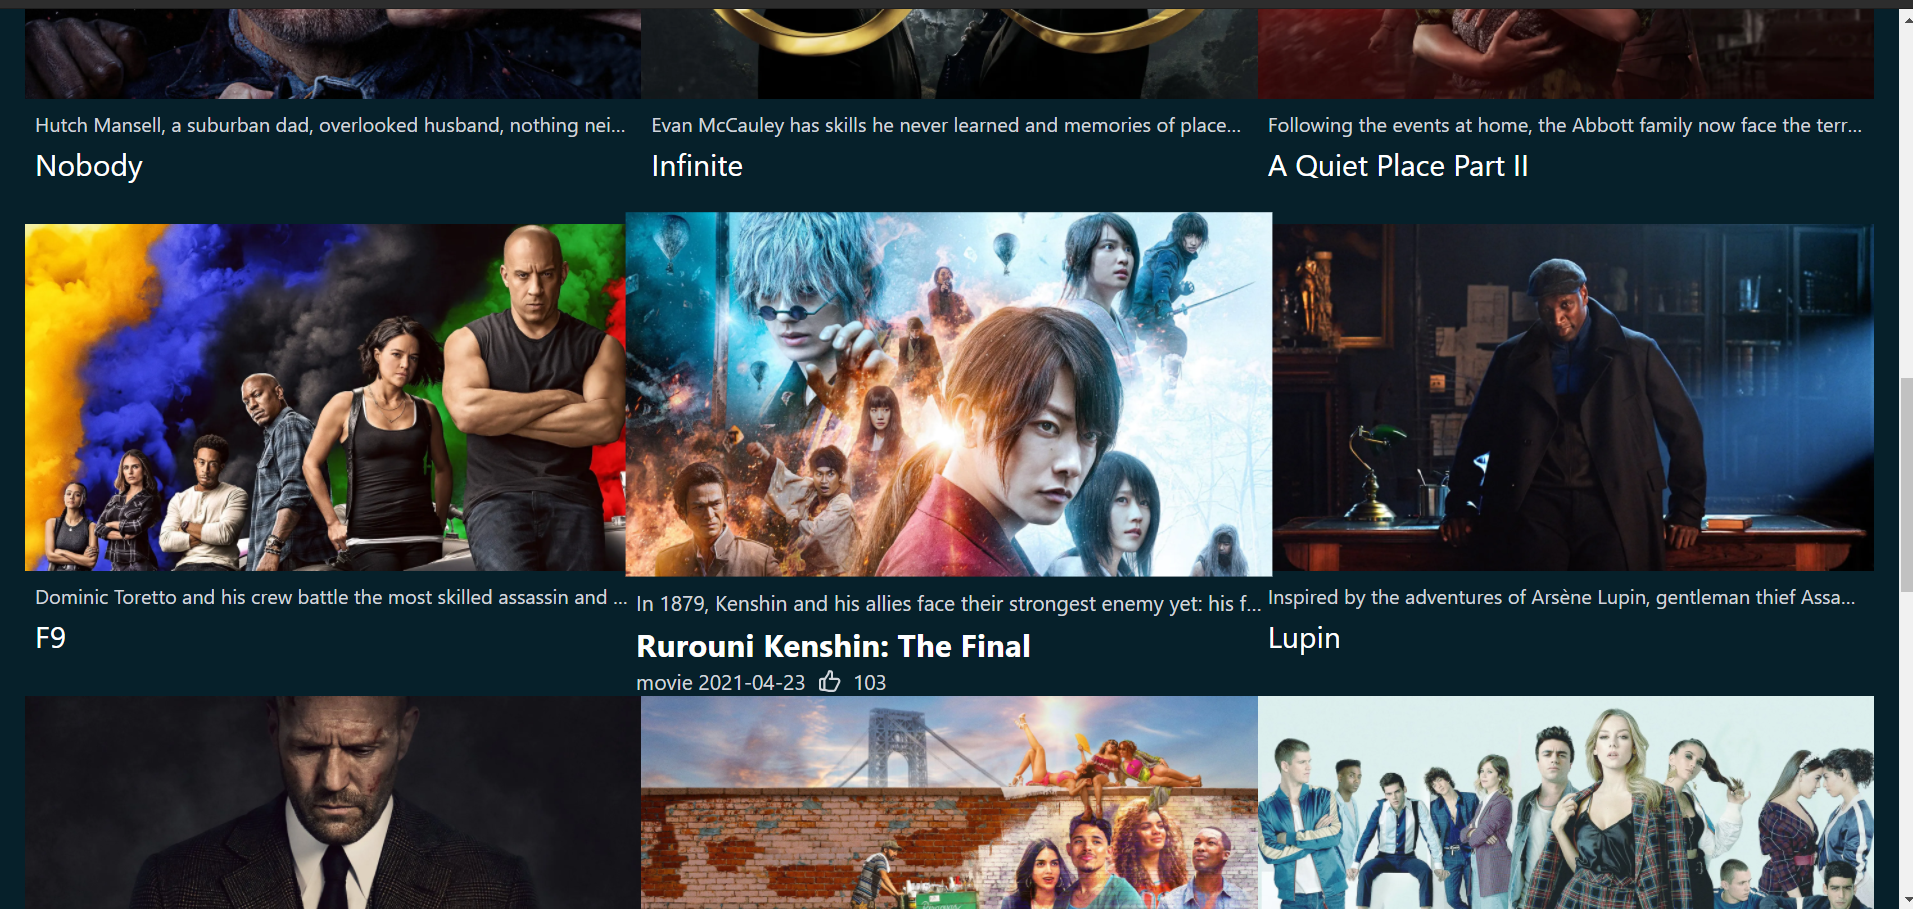 Hutch Mansell, a suburban dad, overlooked husband, nothing nei...
Nobody
Evan McCauley has skills he never learned and memories of place...
Infinite
Following the events at home, the Abbott family now face the terr...
A Quiet Place Part II
Dominic Toretto and his crew battle the most skilled assassin and ...
F9
In 1879, Kenshin and his allies face their strongest enemy yet: his f...
Rurouni Kenshin: The Final
movie 2021-04-23 103
Inspired by the adventures of Arsène Lupin, gentleman thief Assa...
Lupin